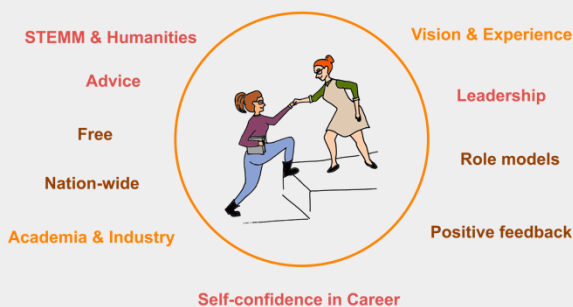 STEMM & Humanities
Advice
Free
Nation-wide
Academia & Industry
Vision & Experience
Leadership
Role models
Positive feedback
Self-confidence in Career